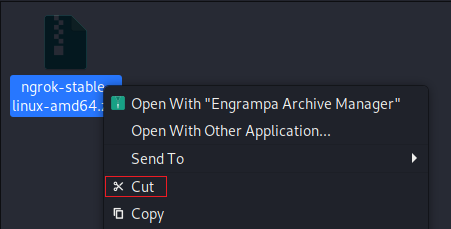 ngrok-stable
linux-amd64.
Open With "Engrampa Archive Manager"
Open With Other Application...
Send To
Cut
Copy